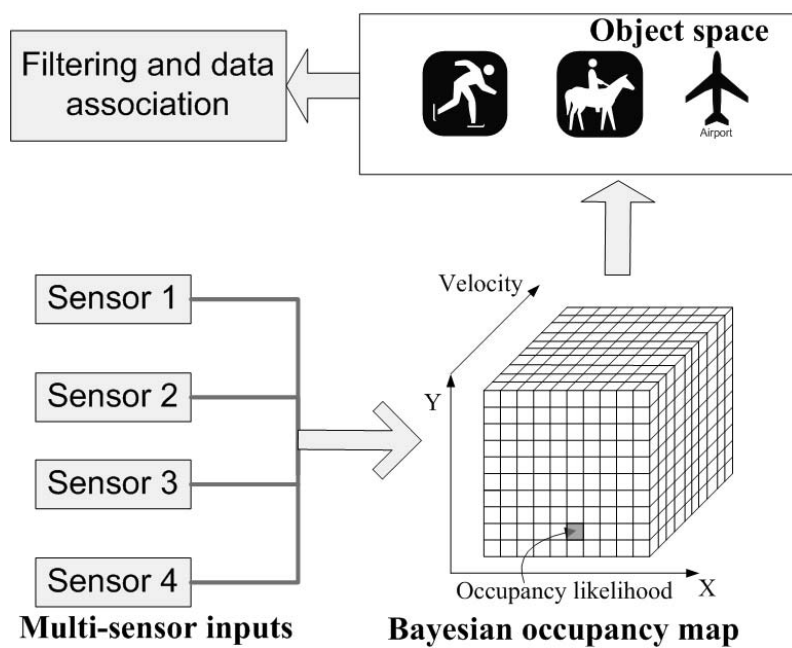 Filtering and data
association
Object space
Airport
Sensor 1
Sensor 2
Sensor 3
Sensor 4
Multi-sensor inputs
Velocity
Y
X
Occupancy likelihood
Bayesian occupancy map